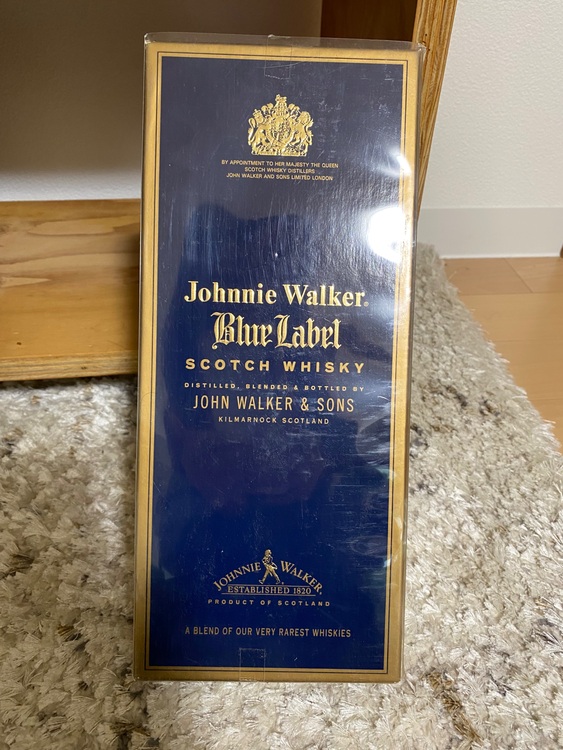 BY APPOINTMENT TO HER MAJESTY THE QUEEN
SCOTCH WHISKY DISTILLERS
JOHN WALKER AND SONS LIMITED LONDON
Johnnie Walker®
Blue Label
SCOTCH WHISKY
DISTILLED, BLENDED & BOTTLED BY
JOHN WALKER & SONS
KILMARNOCK SCOTLAND
JOHNNIE WALKER.
ESTABLISHED 1820
PRODUCT OF SCOTLAND
A BLEND OF OUR VERY RAREST WHISKIES